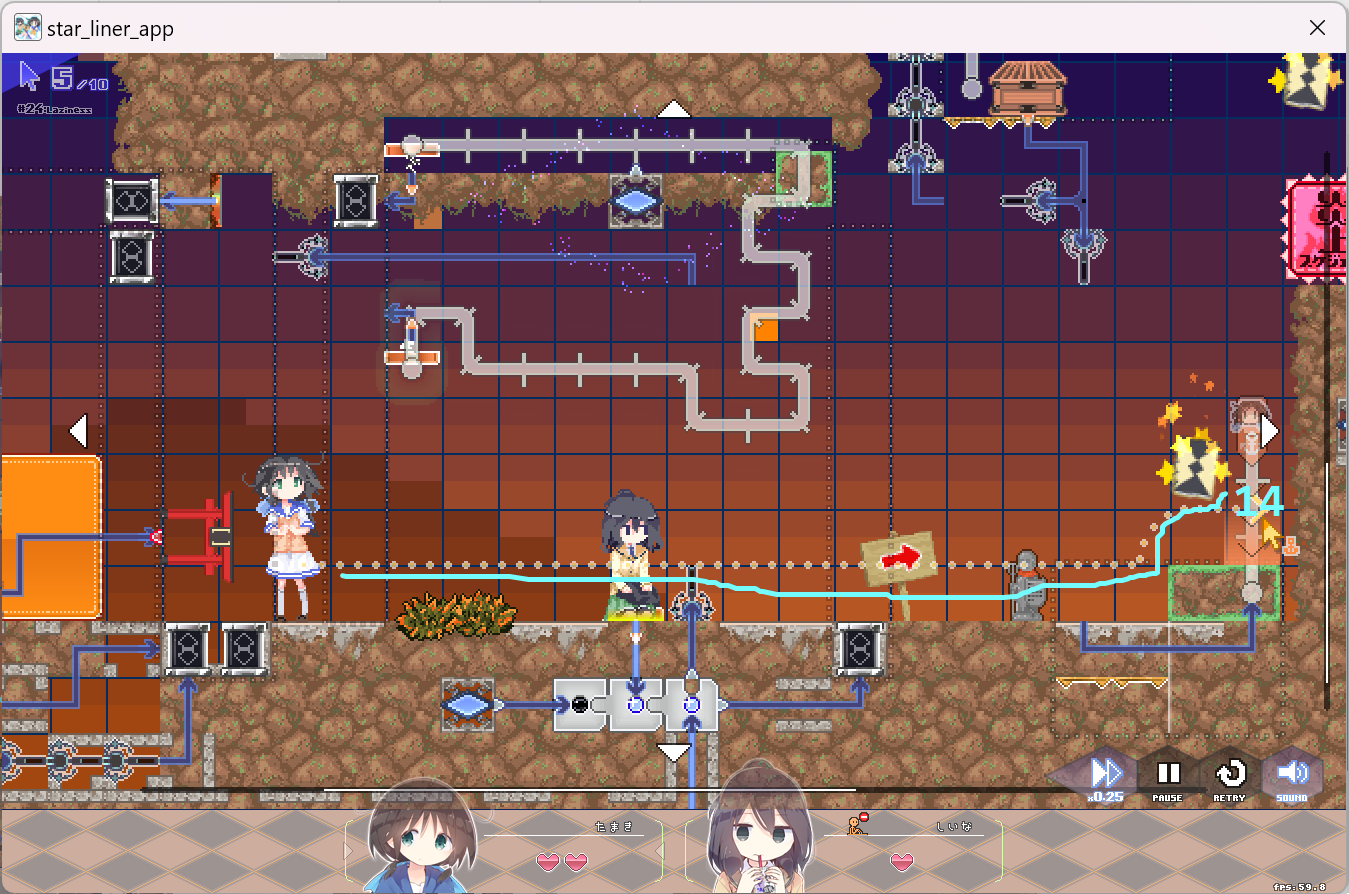 star_liner_app
5/10
#24:Laziness
14
x0.25
PAUSE
RETRY
SOUND
たまき
しいな
fps:59.8